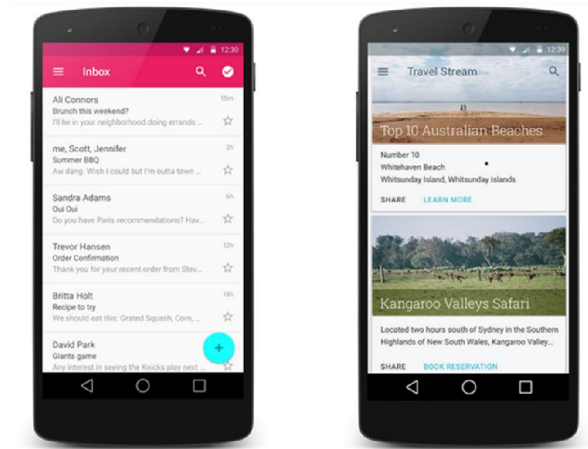 12:30
Inbox
Ali Connors 15m
Brunch this weekend?
I'll be in your neighborhood doing errands ...
me, Scott, Jennifer 2h
Summer BBQ
Aw dang. Wish I could but I'm outta town ...
Sandra Adams 6h
Oui Oui
Do you have Paris recommendations? Hav...
Trevor Hansen 12h
Order Confirmation
Thank you for your recent order from Stev...
Britta Holt 18h
Recipe to try
We should eat this: Grated Squash, Corn, ...
David Park
Giants game
Any interest in seeing the Knicks play next
12:30
Travel Stream
Top 10 Australian Beaches
Number 10
Whitehaven Beach
Whitsunday Island, Whitsunday Islands
SHARE LEARN MORE
Kangaroo Valleys Safari
Located two hours south of Sydney in the Southern
Highlands of New South Wales, Kangaroo Valley...
SHARE BOOK RESERVATION